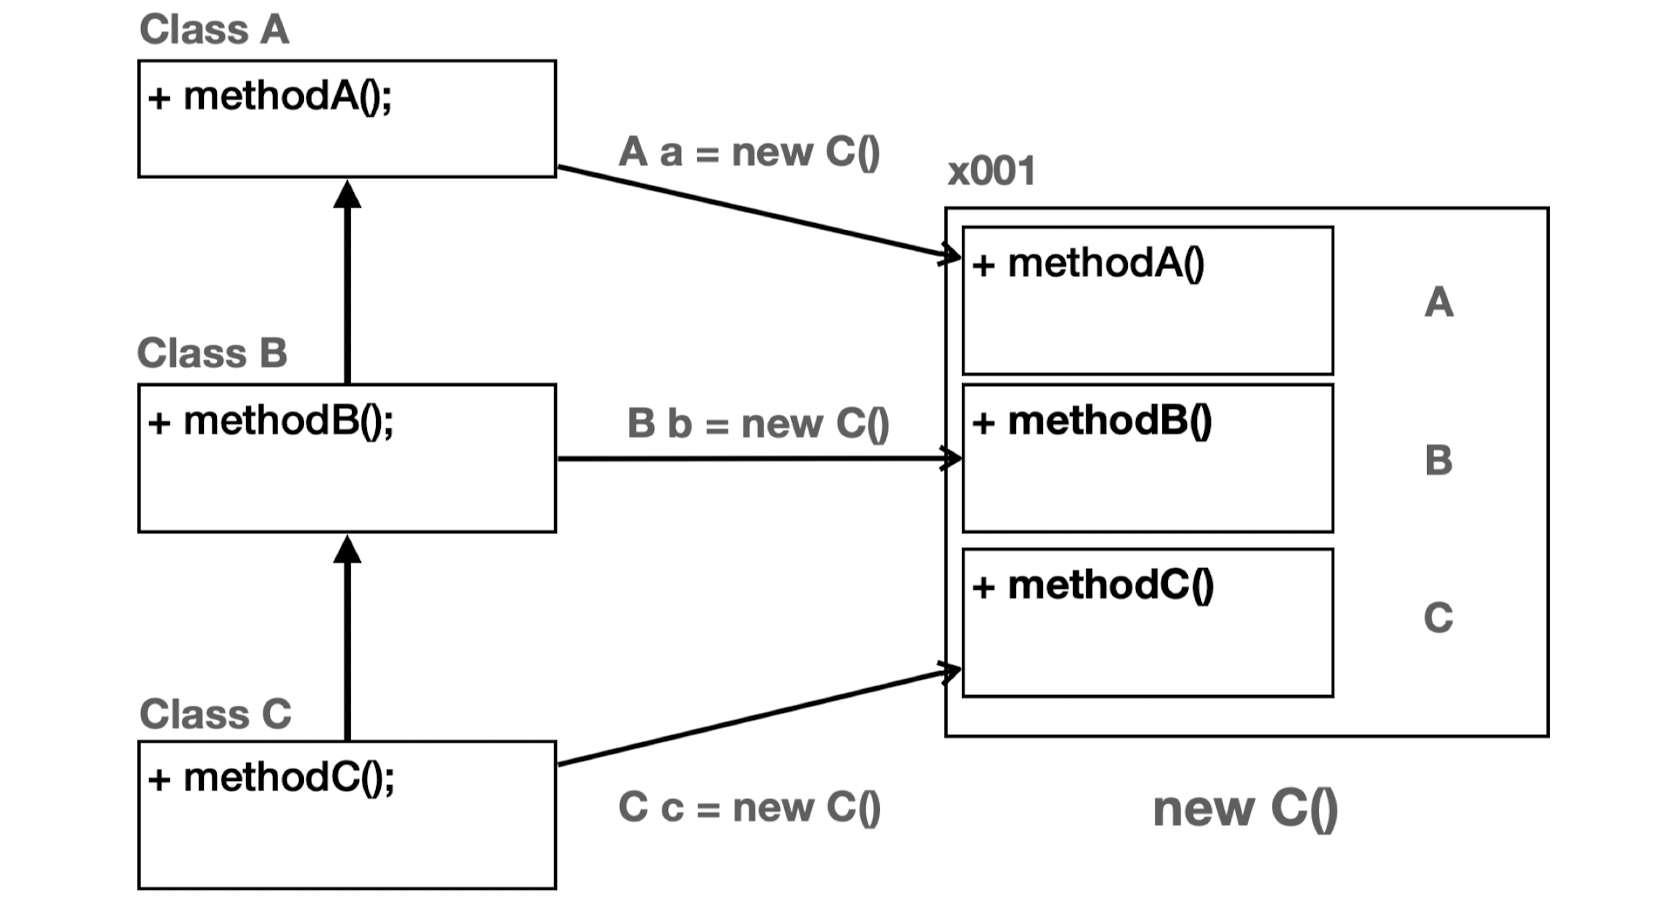 Class A
+ methodA();
A a = new C()
x001
+ methodA()
A
Class B
+ methodB();
B b = new C()
+ methodB()
B
+ methodC()
C
Class C
+ methodC();
C c = new C()
new C()